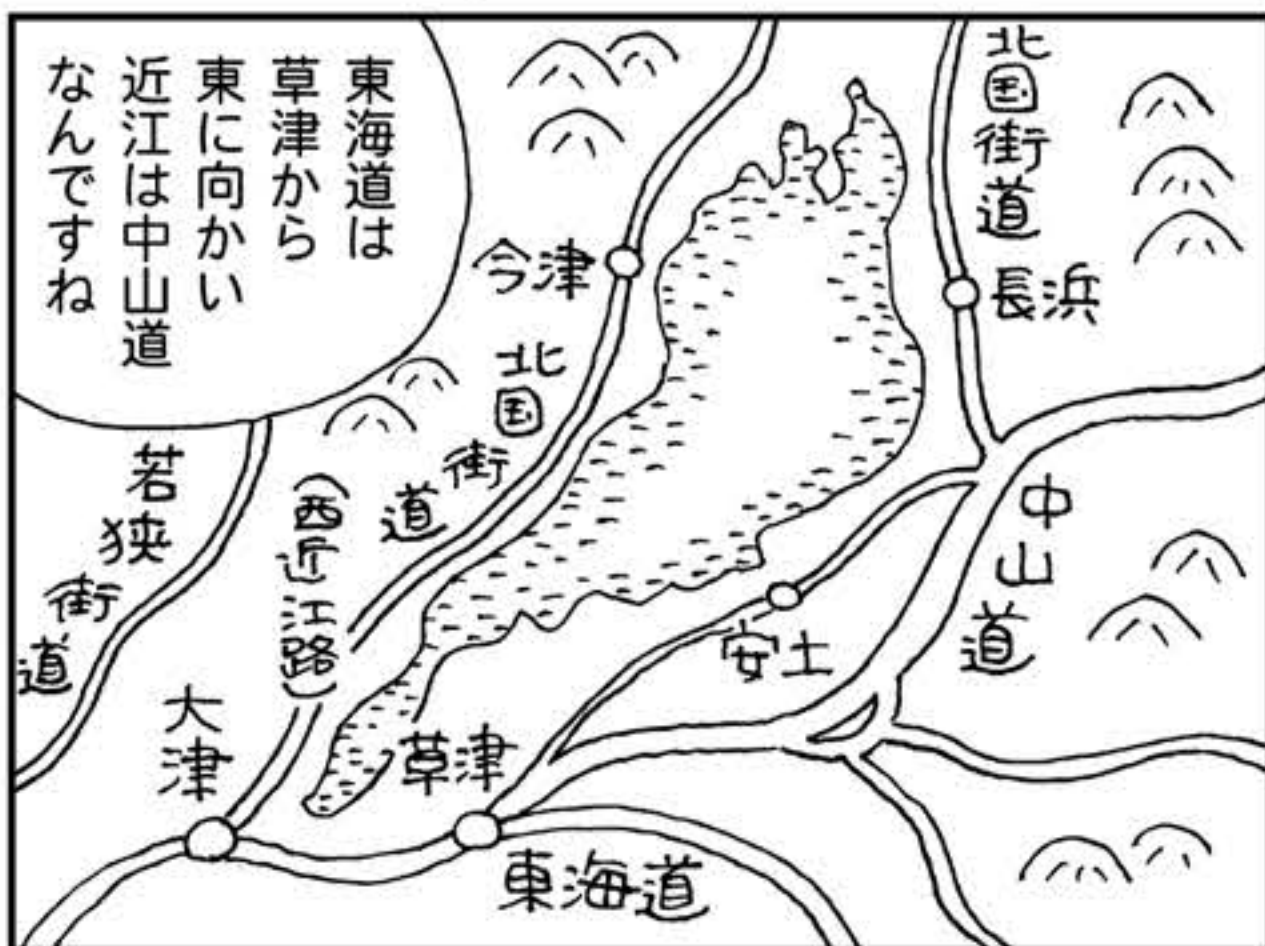 東海道は
草津から
東に向かい
近江は中山道
なんですね
北国街道
長浜
今津
北国街道
(西近江路)
若狭街道
中山道
安土
大津
草津
東海道